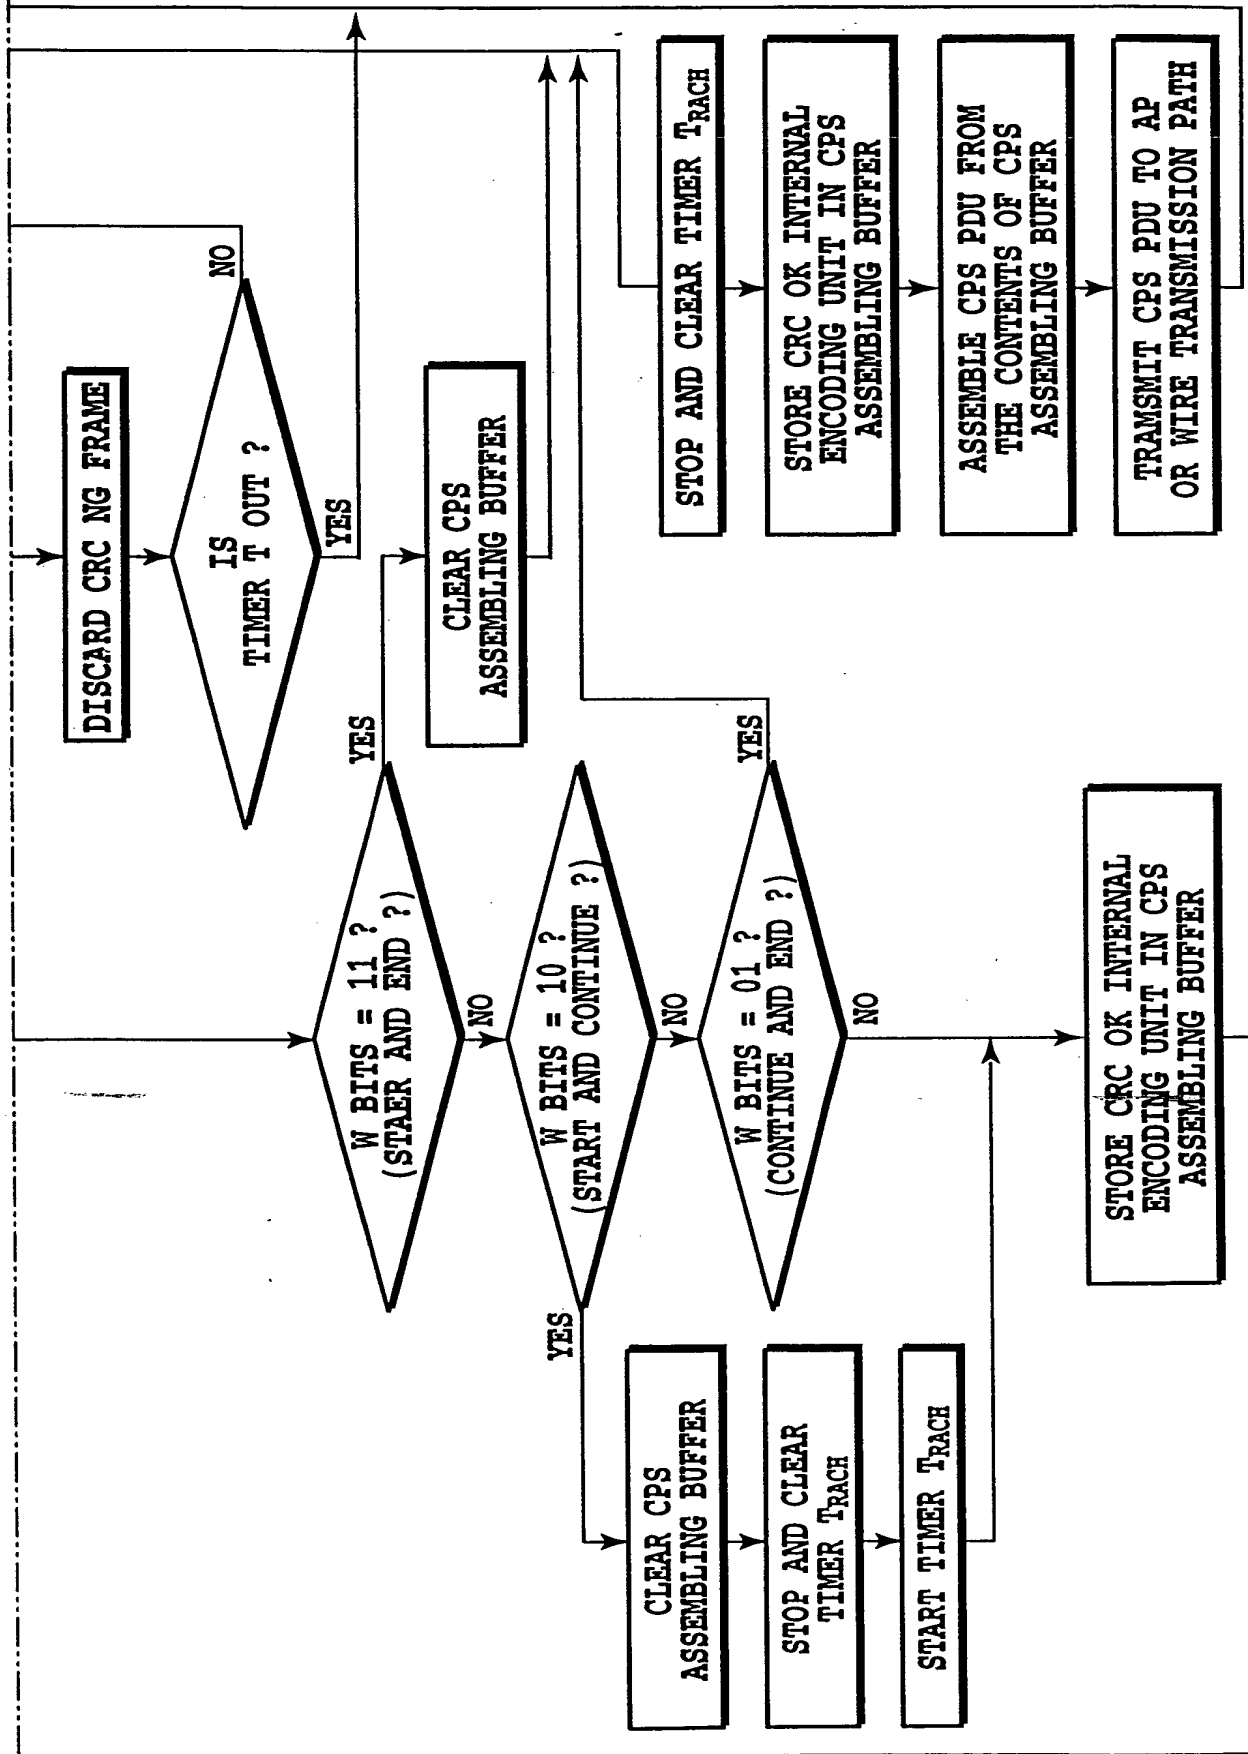 DISCARD CRC NG FRAME
IS
TIMER T OUT ?
NO
YES
W BITS = 11 ?
(STAER AND END ?)
YES
NO
CLEAR CPS
ASSEMBLING BUFFER
W BITS = 10 ?
(START AND CONTINUE ?)
YES
NO
W BITS = 01 ?
(CONTINUE AND END ?)
YES
NO
CLEAR CPS
ASSEMBLING BUFFER
STOP AND CLEAR
TIMER TRACH
START TIMER TRACH
STORE CRC OK INTERNAL
ENCODING UNIT IN CPS
ASSEMBLING BUFFER
STOP AND CLEAR TIMER TRACH
STORE CRC OK INTERNAL
ENCODING UNIT IN CPS
ASSEMBLING BUFFER
ASSEMBLE CPS PDU FROM
THE CONTENTS OF CPS
ASSEMBLING BUFFER
TRAMSMIT CPS PDU TO AP
OR WIRE TRANSMISSION PATH